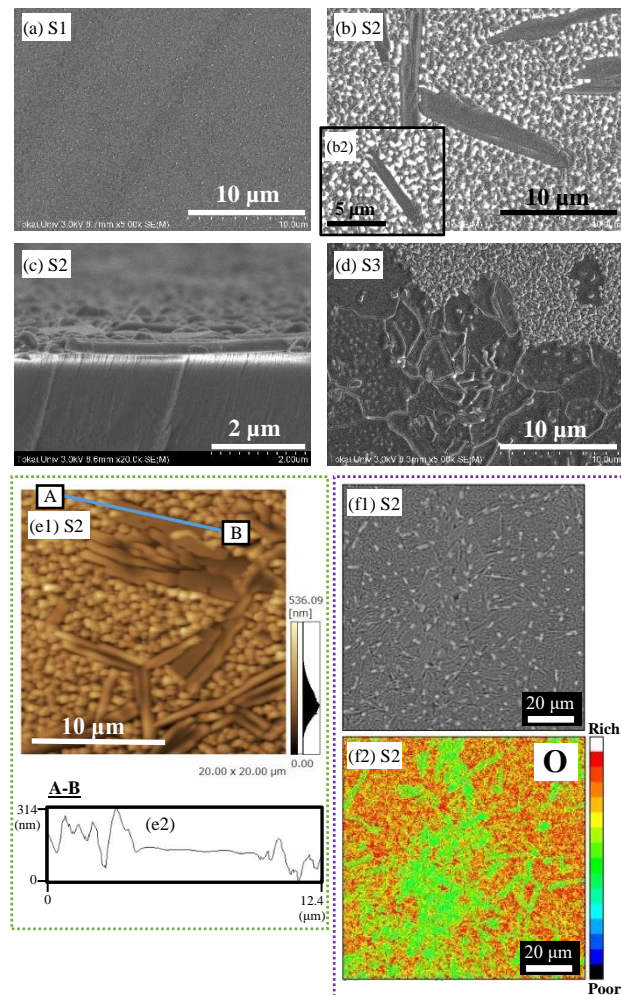 (a) S1
10 μm
Tokai Univ 3.0kV 8.7mm x5.00k SE(M)
10.0um
(b) S2
(b2)
5 μm
10 μm
(c) S2
2 μm
Tokai Univ 3.0kV 8.6mm x20.0k SE(M)
2.00um
(d) S3
10 μm
Tokai Univ 3.0kV 8.3mm x5.00k SE(M)
10.0um
A
B
(e1) S2
536.09
[nm]
10 μm
0.00
20.00 x 20.00 μm
A-B
314
(nm)
0
(e2)
0
12.4
(μm)
(f1) S2
20 μm
Rich
(f2) S2
O
20 μm
Poor